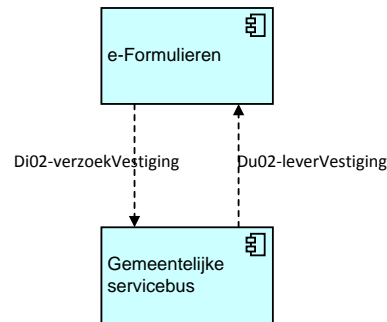 e-Formulieren
Di02-verzoekVestiging
Du02-leverVestiging
Gemeentelijke
servicebus